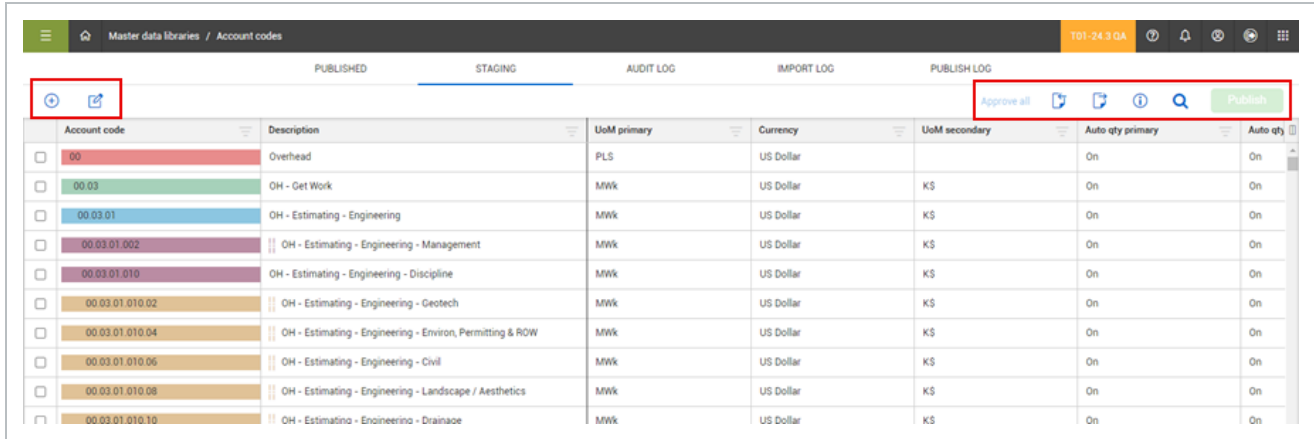 Master data libraries / Account codes T01-24.3 QA
PUBLISHED STAGING AUDIT LOG IMPORT LOG PUBLISH LOG
Approve all Publish
Account code Description UoM primary Currency UoM secondary Auto qty primary Auto qty
00 Overhead PLS US Dollar On On
00.03 OH - Get Work MWk US Dollar K$ On On
00.03.01 OH - Estimating - Engineering MWk US Dollar K$ On On
00.03.01.002 OH - Estimating - Engineering - Management MWk US Dollar K$ On On
00.03.01.010 OH - Estimating - Engineering - Discipline MWk US Dollar K$ On On
00.03.01.010.02 OH - Estimating - Engineering - Geotech MWk US Dollar K$ On On
00.03.01.010.04 OH - Estimating - Engineering - Environ, Permitting & ROW MWk US Dollar K$ On On
00.03.01.010.06 OH - Estimating - Engineering - Civil MWk US Dollar K$ On On
00.03.01.010.08 OH - Estimating - Engineering - Landscape / Aesthetics MWk US Dollar K$ On On
00.03.01.010.10 OH - Estimating - Engineering - Drainage MWk US Dollar K$ On On